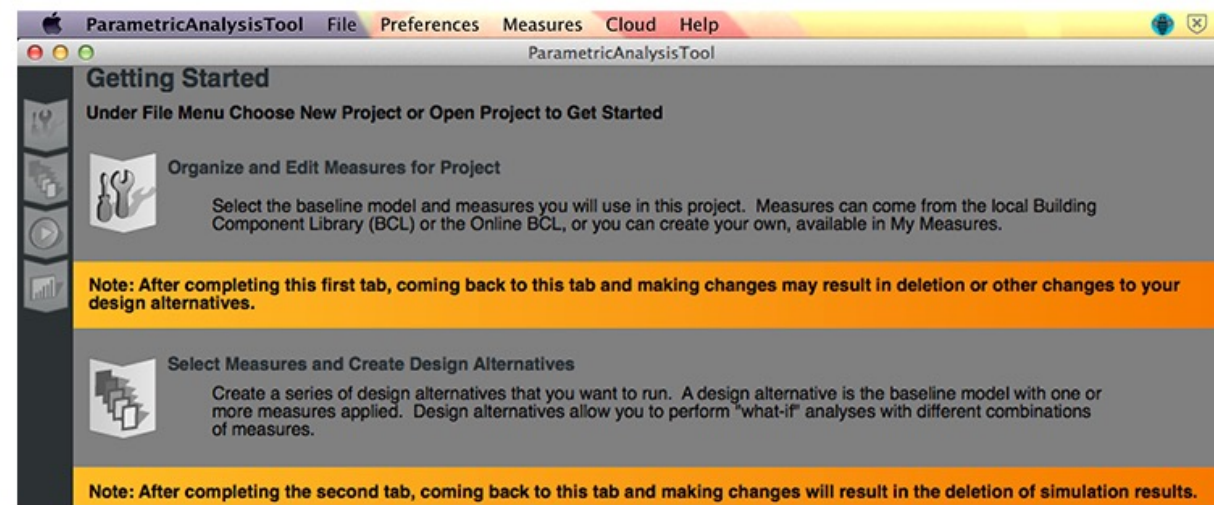 ParametricAnalysisTool File Preferences Measures Cloud Help
ParametricAnalysisTool
Getting Started
Under File Menu Choose New Project or Open Project to Get Started
Organize and Edit Measures for Project
Select the baseline model and measures you will use in this project. Measures can come from the local Building
Component Library (BCL) or the Online BCL, or you can create your own, available in My Measures.
Note: After completing this first tab, coming back to this tab and making changes may result in deletion or other changes to your
design alternatives.
Select Measures and Create Design Alternatives
Create a series of design alternatives that you want to run. A design alternative is the baseline model with one or
more measures applied. Design alternatives allow you to perform "what-if" analyses with different combinations
of measures.
Note: After completing the second tab, coming back to this tab and making changes will result in the deletion of simulation results.